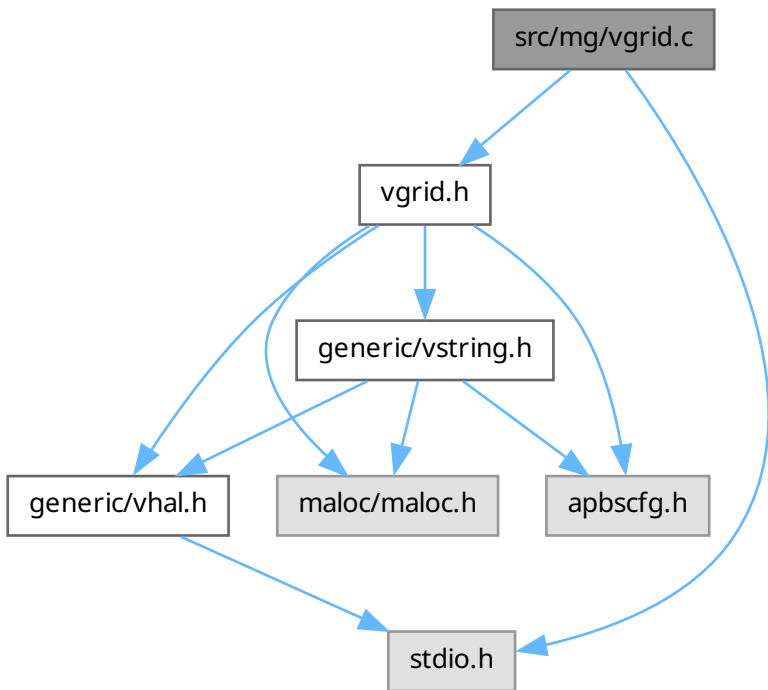 src/mg/vgrid.c
vgrid.h
generic/vstring.h
generic/vhal.h
maloc/maloc.h
apbscfg.h
stdio.h